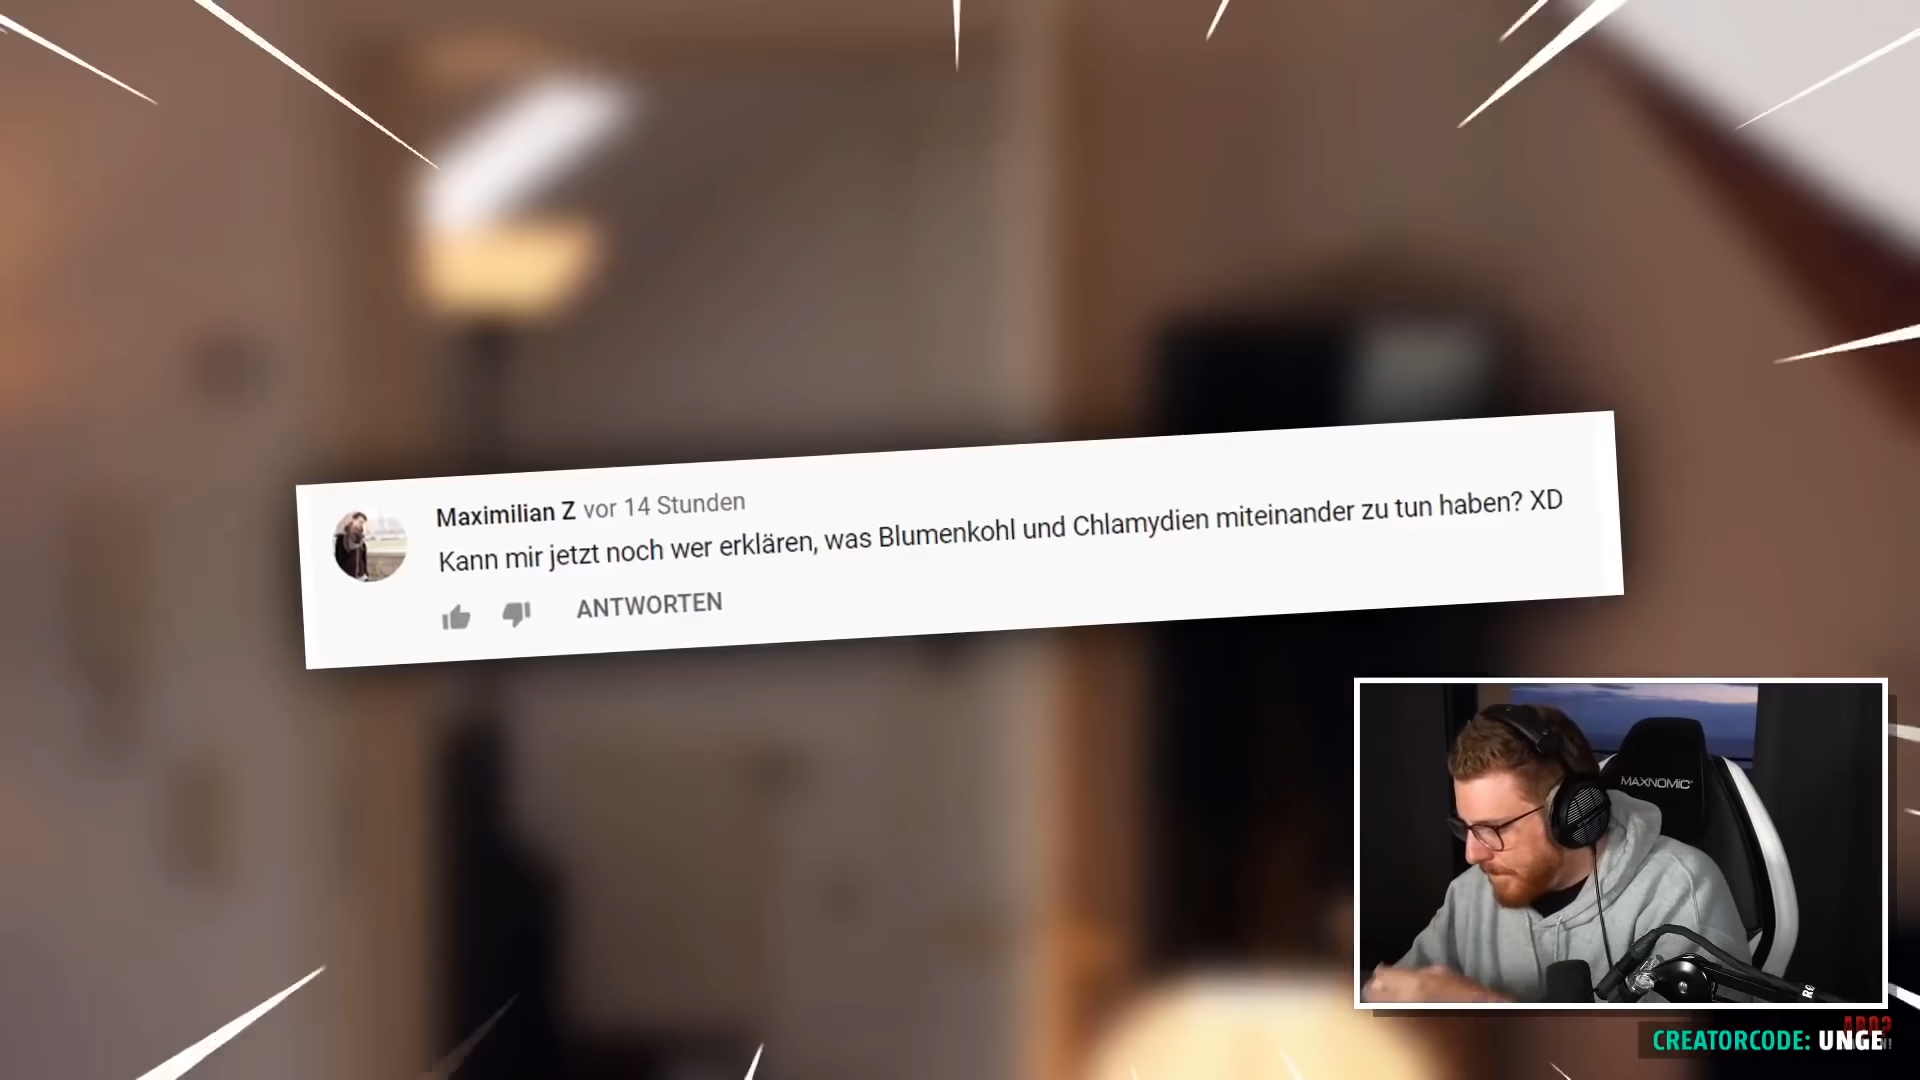 Maximilian Z vor 14 Stunden
Kann mir jetzt noch wer erklären, was Blumenkohl und Chlamydien miteinander zu tun haben? XD
ANTWORTEN
MAXNOMIC
CREATORCODE: UNGE